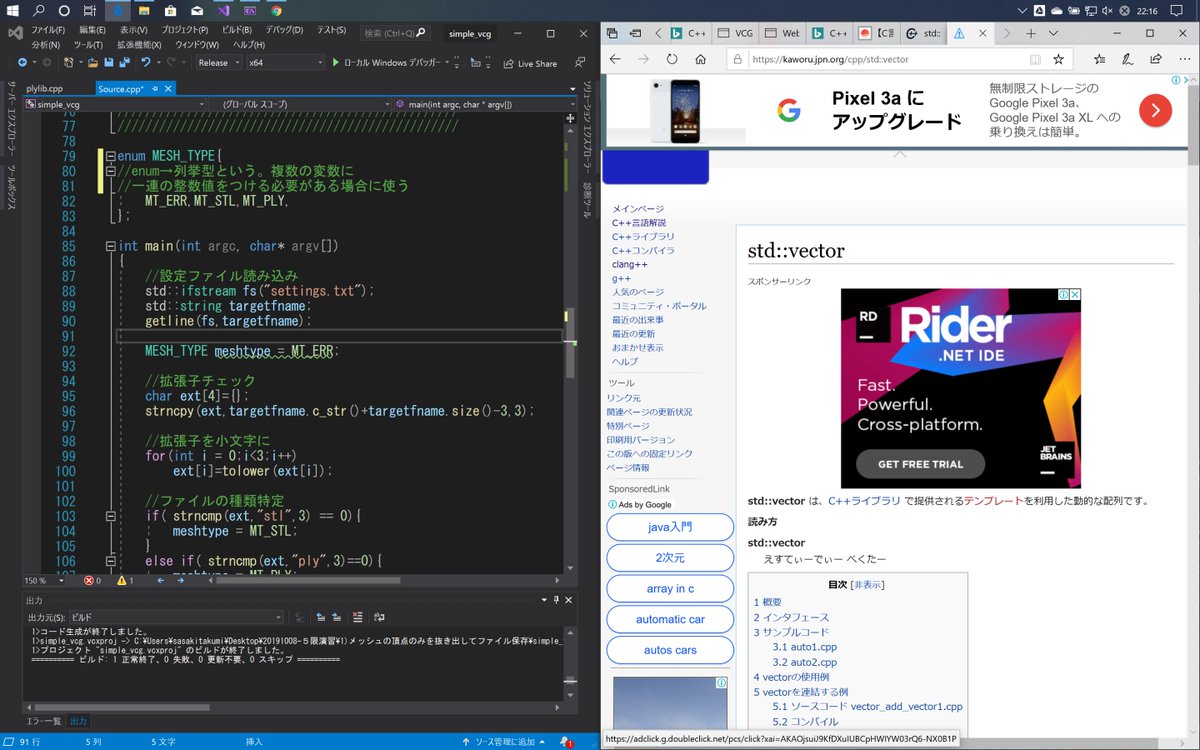 22:16
ファイル(F) 編集(E) 表示(V) プロジェクト(P) ビルド(B) デバッグ(D) テスト(S) 検索 (Ctrl+Q) simple_vcg
分析(N) ツール(T) 拡張機能(X) ウィンドウ(W) ヘルプ(H)
Release x64 ローカル Windows デバッガー Live Share
plylib.cpp Source.cpp*
simple_vcg (グローバル スコープ) main(int argc, char * argv[])
サーバー エクスプローラー
ツールボックス
77 //////////////////////////////////////////////////
78
79 enum MESH_TYPE{
80 //enum→列挙型という。複数の変数に
81 //一連の整数値をつける必要がある場合に使う
82 MT_ERR,MT_STL,MT_PLY,
83 };
84
85 int main(int argc, char* argv[])
86 {
87 //設定ファイル読み込み
88 std::ifstream fs("settings.txt");
89 std::string targetfname;
90 getline(fs,targetfname);
91
92 MESH_TYPE meshtype = MT_ERR;
93
94 //拡張子チェック
95 char ext[4]={};
96 strncpy(ext,targetfname.c_str()+targetfname.size()-3,3);
97
98 //拡張子を小文字に
99 for(int i = 0;i<3;i++)
100 ext[i]=tolower(ext[i]);
101
102 //ファイルの種類特定
103 if( strncmp(ext,"stl",3) == 0){
104 meshtype = MT_STL;
105 }
106 else if( strncmp(ext,"ply",3)==0){
ソリューション エクスプローラー
診断ツール
150 % 0 1
出力
出力元(S): ビルド
1>コード生成が終了しました。
1>simple_vcg.vcxproj -> C:¥Users¥sasakitakumi¥Desktop¥20191008-5限演習¥1)メッシュの頂点のみを抜き出してファイル保存¥simple_
1>プロジェクト "simple_vcg.vcxproj" のビルドが終了しました。
========== ビルド: 1 正常終了、0 失敗、0 更新不要、0 スキップ ==========
エラー一覧 出力
91 行 5 列 5 文字 挿入 ソース管理に追加 1
C++ VCG Web C++ 【C言 std::
https://kaworu.jpn.org/cpp/std::vector
Pixel 3a に
アップグレード
無制限ストレージの
Google Pixel 3a、
Google Pixel 3a XL への
乗り換えは簡単。
メインページ
C++言語解説
C++ライブラリ
C++コンパイラ
clang++
g++
人気のページ
コミュニティ・ポータル
最近の出来事
最近の更新
おまかせ表示
ヘルプ
ツール
リンク元
関連ページの更新状況
特別ページ
印刷用バージョン
この版への固定リンク
ページ情報
SponsoredLink
Ads by Google
java入門
2次元
array in c
automatic car
autos cars
std::vector
スポンサーリンク
RD
Rider
.NET IDE
Fast.
Powerful.
Cross-platform.
GET FREE TRIAL
JET
BRAINS
std::vector は、C++ライブラリ で提供されるテンプレートを利用した動的な配列です。
読み方
std::vector
えすてぃーでぃー べくたー
目次 [非表示]
1 概要
2 インタフェース
3 サンプルコード
3.1 auto1.cpp
3.2 auto2.cpp
4 vectorの使用例
5 vectorを連結する例
5.1 ソースコード vector_add_vector1.cpp
5.2 コンパイル